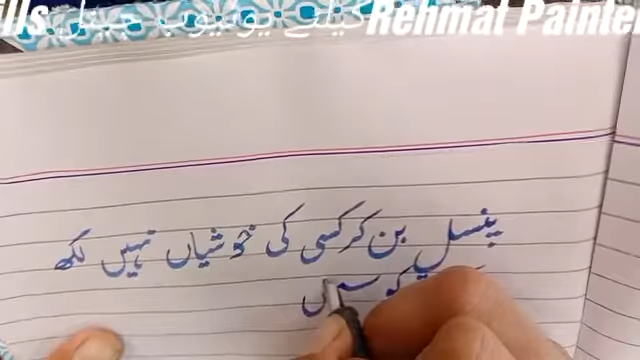 کیلئے یوٹیوب چینل
Rehmat Painter
پنسل بن کر کسی کی خوشیاں نہیں لکھ